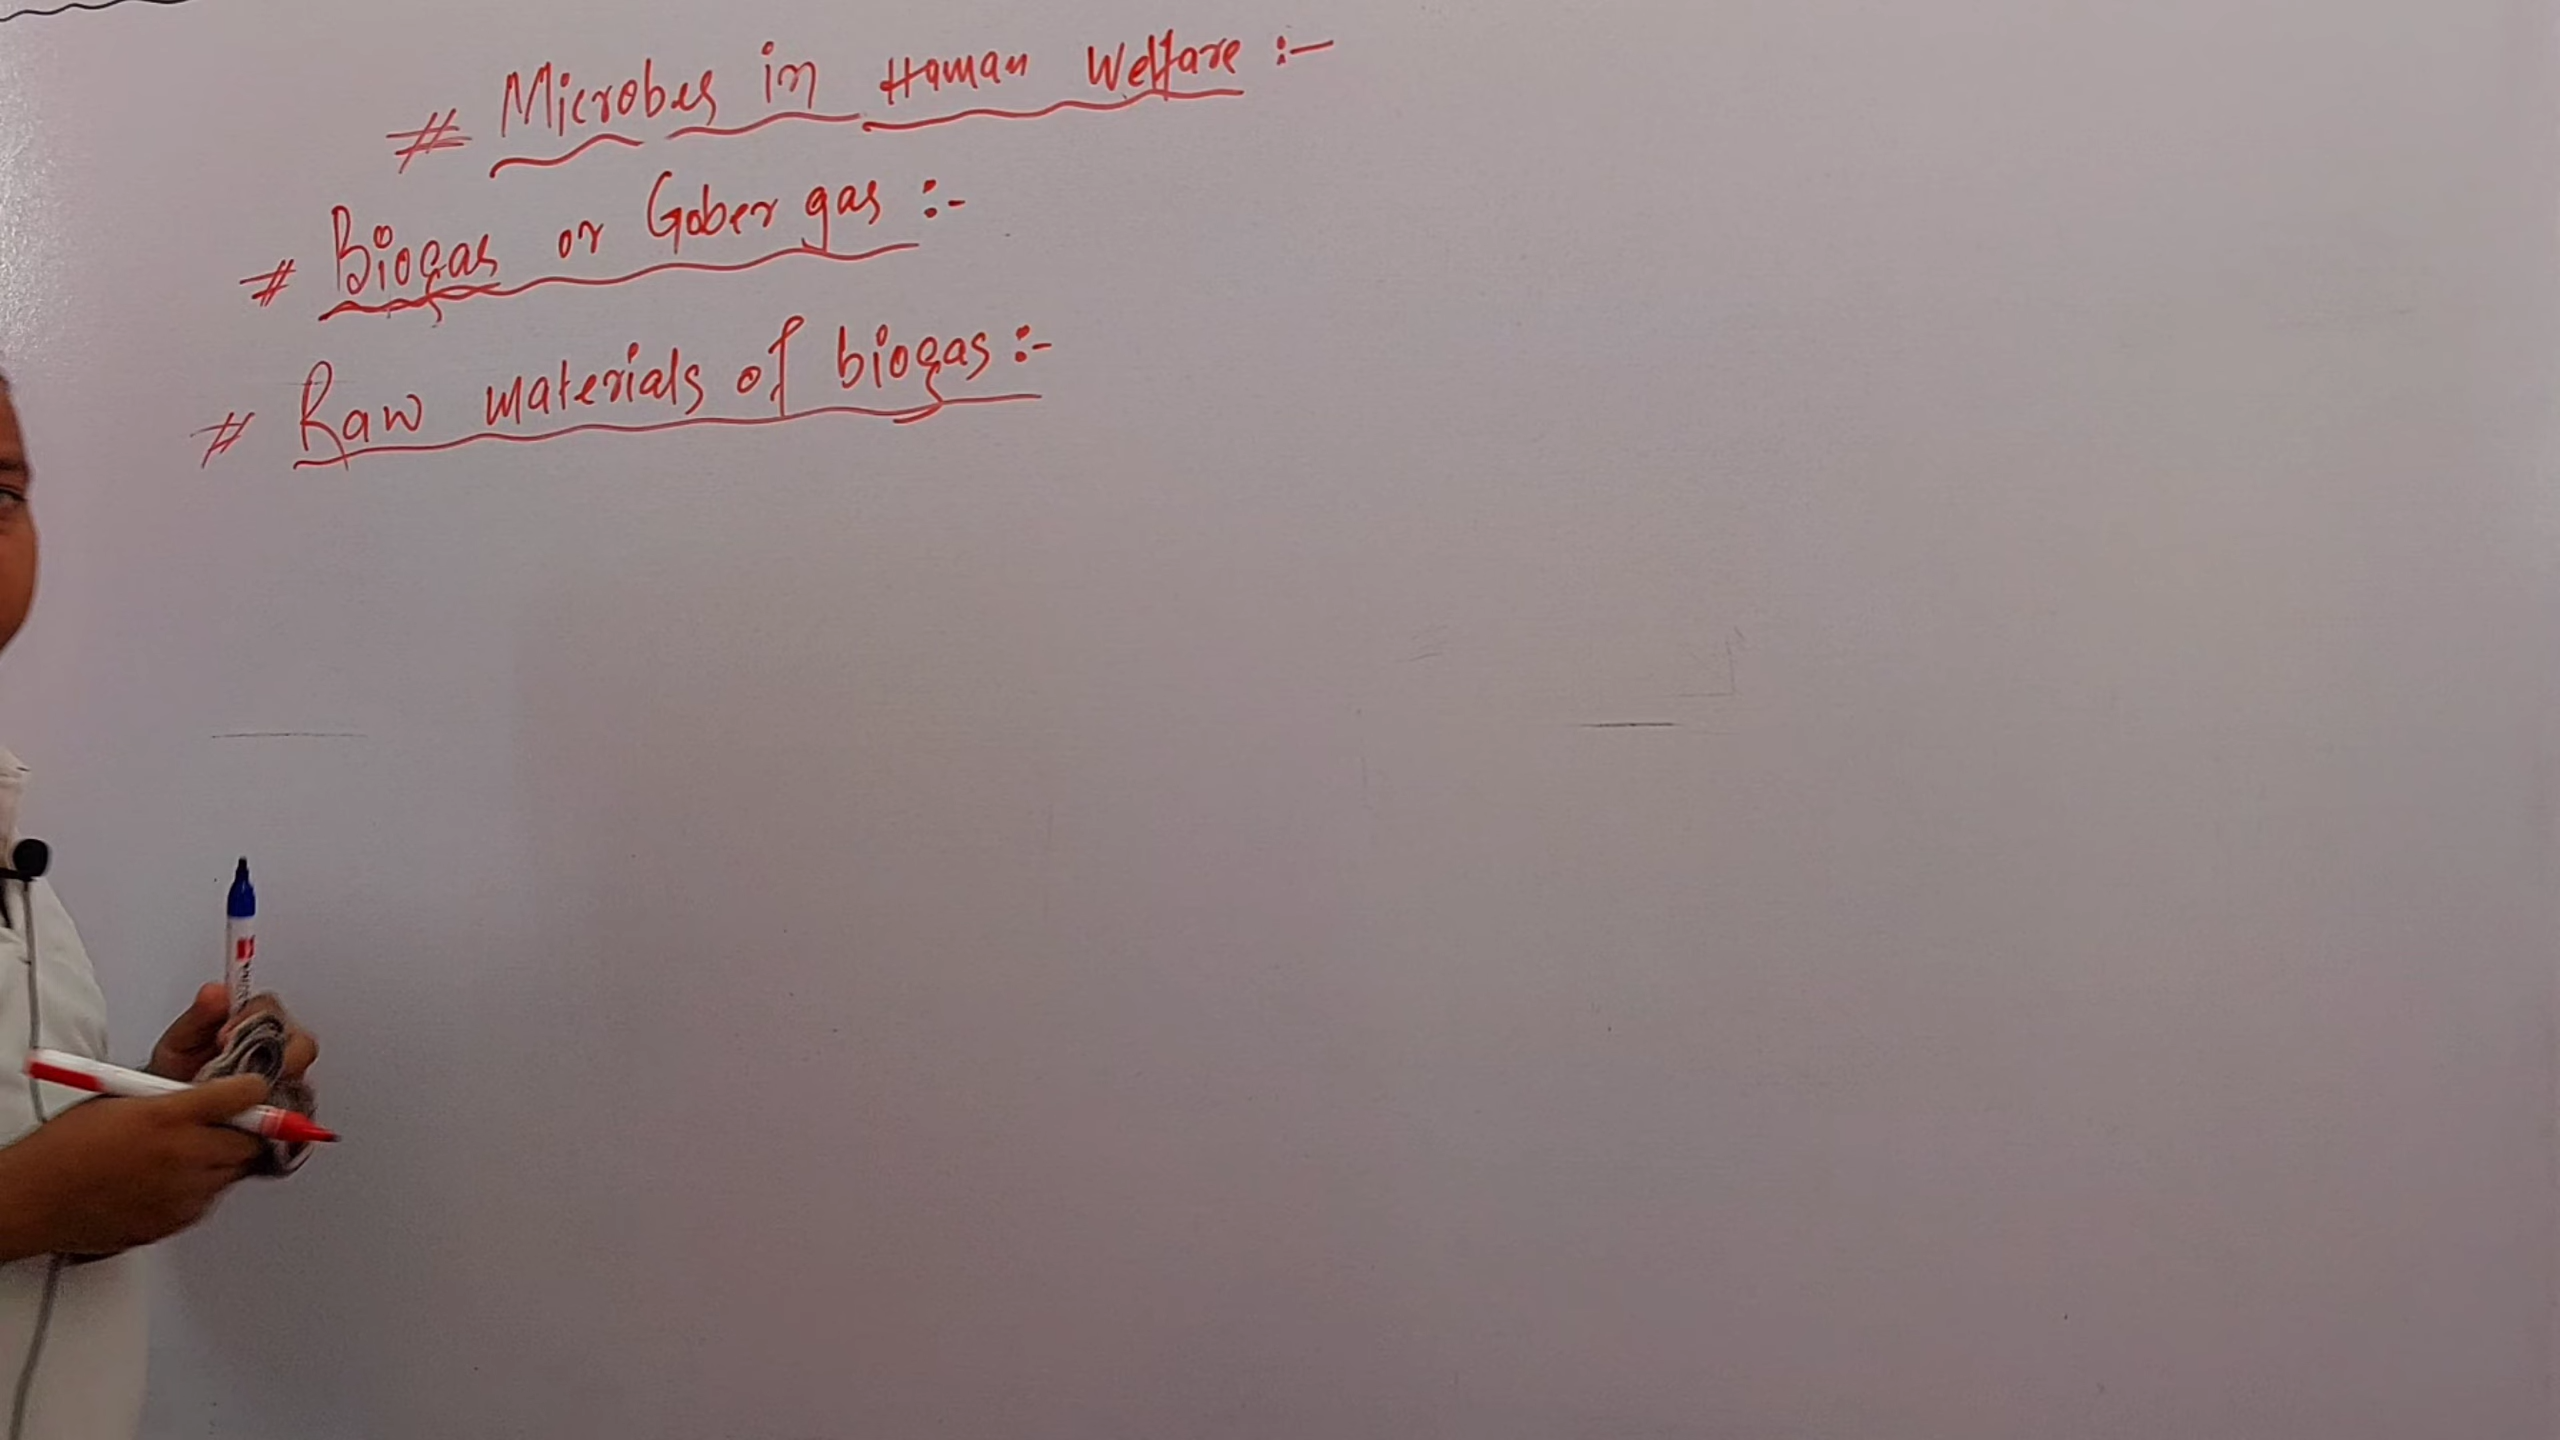 # Microbes in Human Welfare :-
# Biogas or Gober gas :-
# Raw materials of biogas :-